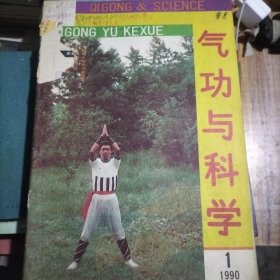 QIGONG & SCIENCE
GONG YU KEXUE
气功与科学
1
1990